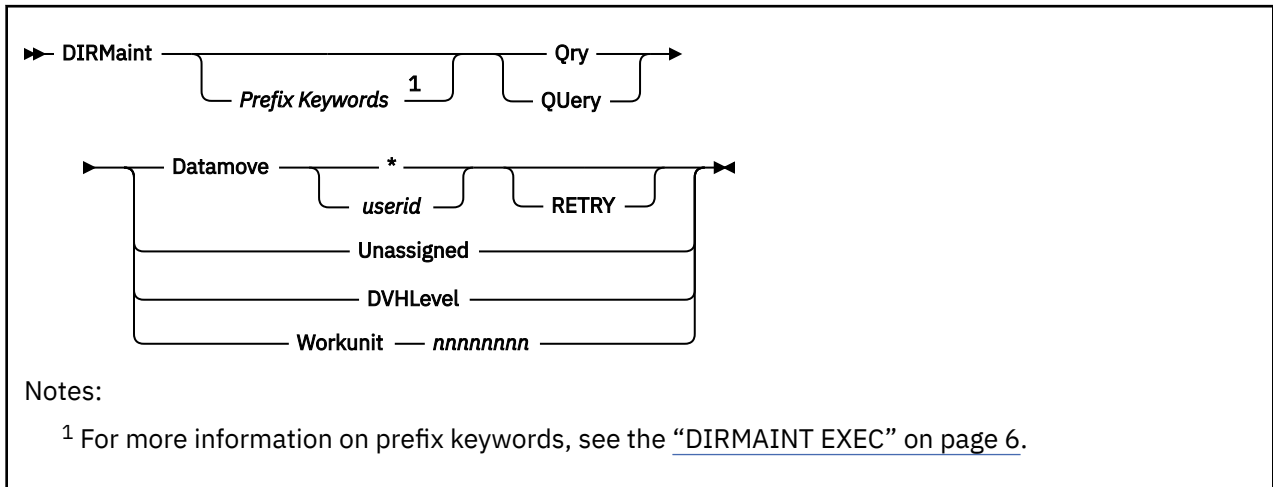 DIRMaint Qry
Prefix Keywords 1 QUery
Datamove *
userid RETRY
Unassigned
DVHLevel
Workunit nnnnnnnn
Notes:
1 For more information on prefix keywords, see the “DIRMAINT EXEC” on page 6.